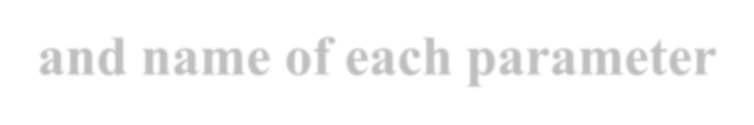 and name of each parameter